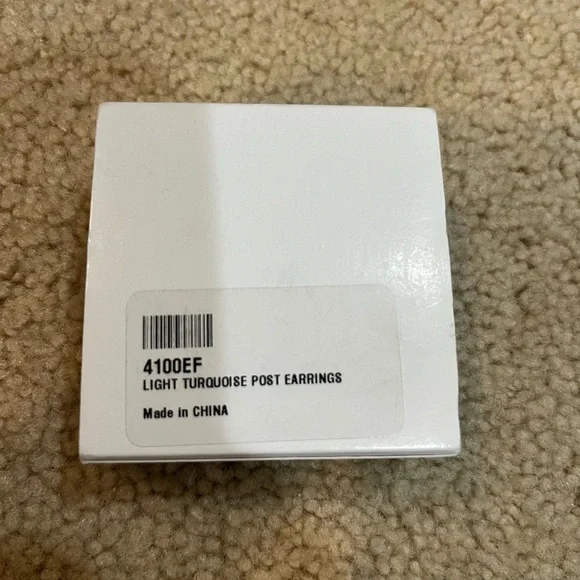 4100EF
LIGHT TURQUOISE POST EARRINGS
Made in CHINA